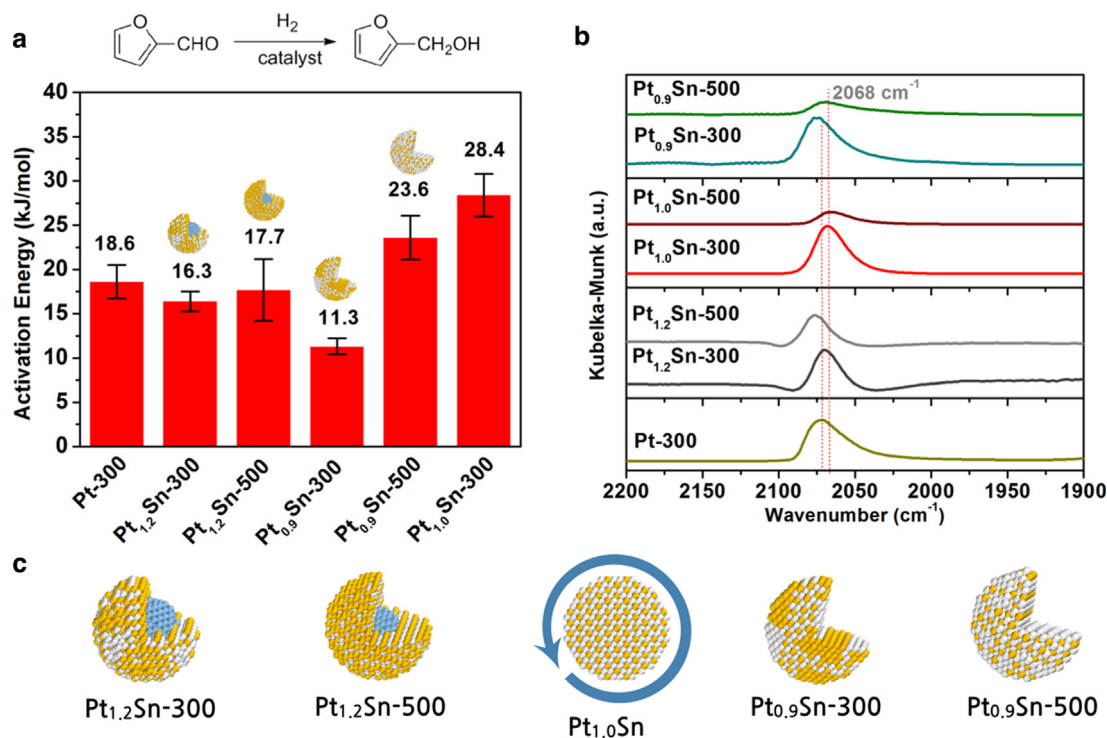 a
O
CHO
H₂
catalyst
O
CH₂OH
Activation Energy (kJ/mol)
40
35
30
25
20
15
10
5
0
18.6
16.3
17.7
11.3
23.6
28.4
Pt-300
Pt₁.₂Sn-300
Pt₁.₂Sn-500
Pt₀.₉Sn-300
Pt₀.₉Sn-500
Pt₁.₀Sn-300
b
Kubelka-Munk (a.u.)
2068 cm⁻¹
Pt₀.₉Sn-500
Pt₀.₉Sn-300
Pt₁.₀Sn-500
Pt₁.₀Sn-300
Pt₁.₂Sn-500
Pt₁.₂Sn-300
Pt-300
2200 2150 2100 2050 2000 1950 1900
Wavenumber (cm⁻¹)
c
Pt₁.₂Sn-300
Pt₁.₂Sn-500
Pt₁.₀Sn
Pt₀.₉Sn-300
Pt₀.₉Sn-500